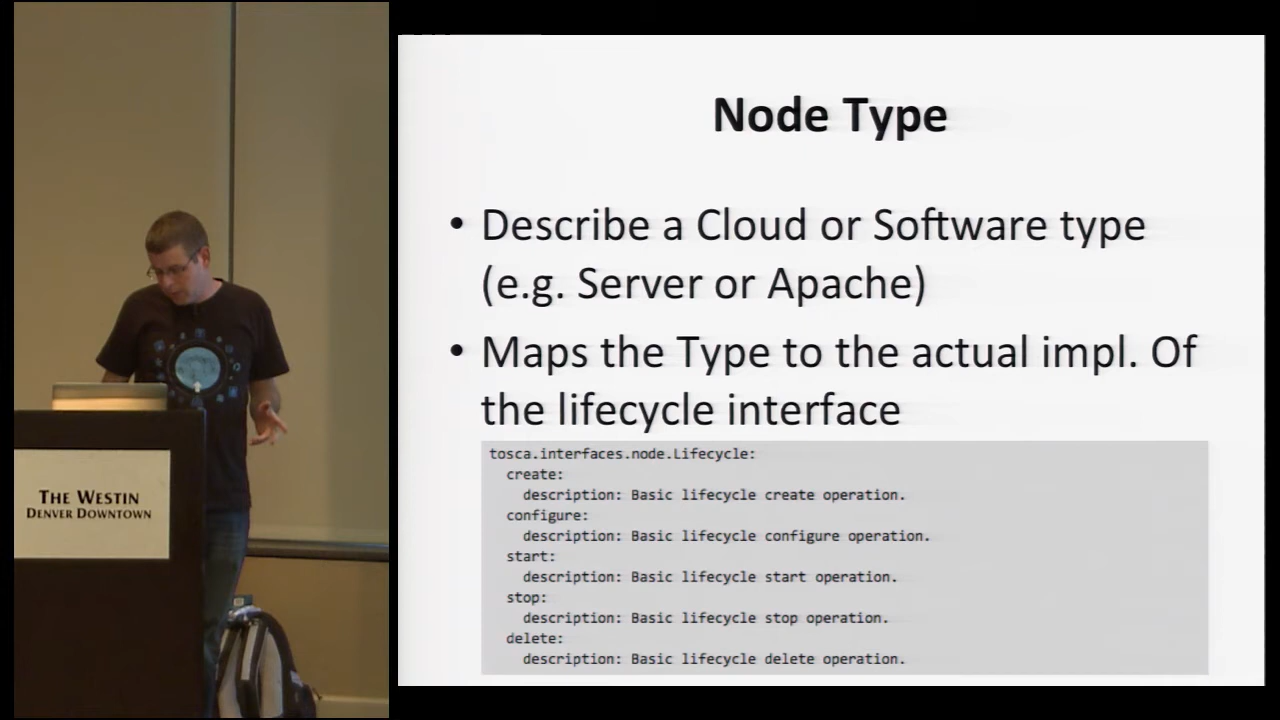 THE WESTIN
DENVER DOWNTOWN
Node Type
• Describe a Cloud or Software type
(e.g. Server or Apache)
• Maps the Type to the actual impl. Of
the lifecycle interface
tosca.interfaces.node.Lifecycle:
create:
description: Basic lifecycle create operation.
configure:
description: Basic lifecycle configure operation.
start:
description: Basic lifecycle start operation.
stop:
description: Basic lifecycle stop operation.
delete:
description: Basic lifecycle delete operation.